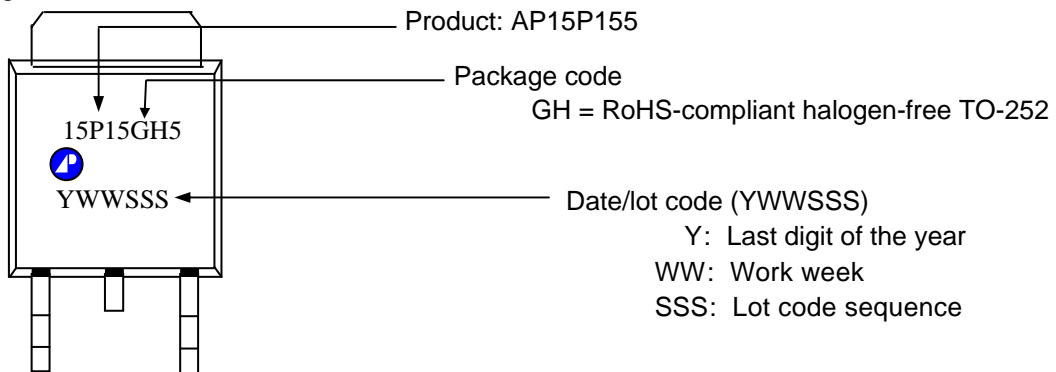 Product: AP15P155
Package code
GH = RoHS-compliant halogen-free TO-252
15P15GH5
YWWSSS
Date/lot code (YWWSSS)
Y: Last digit of the year
WW: Work week
SSS: Lot code sequence